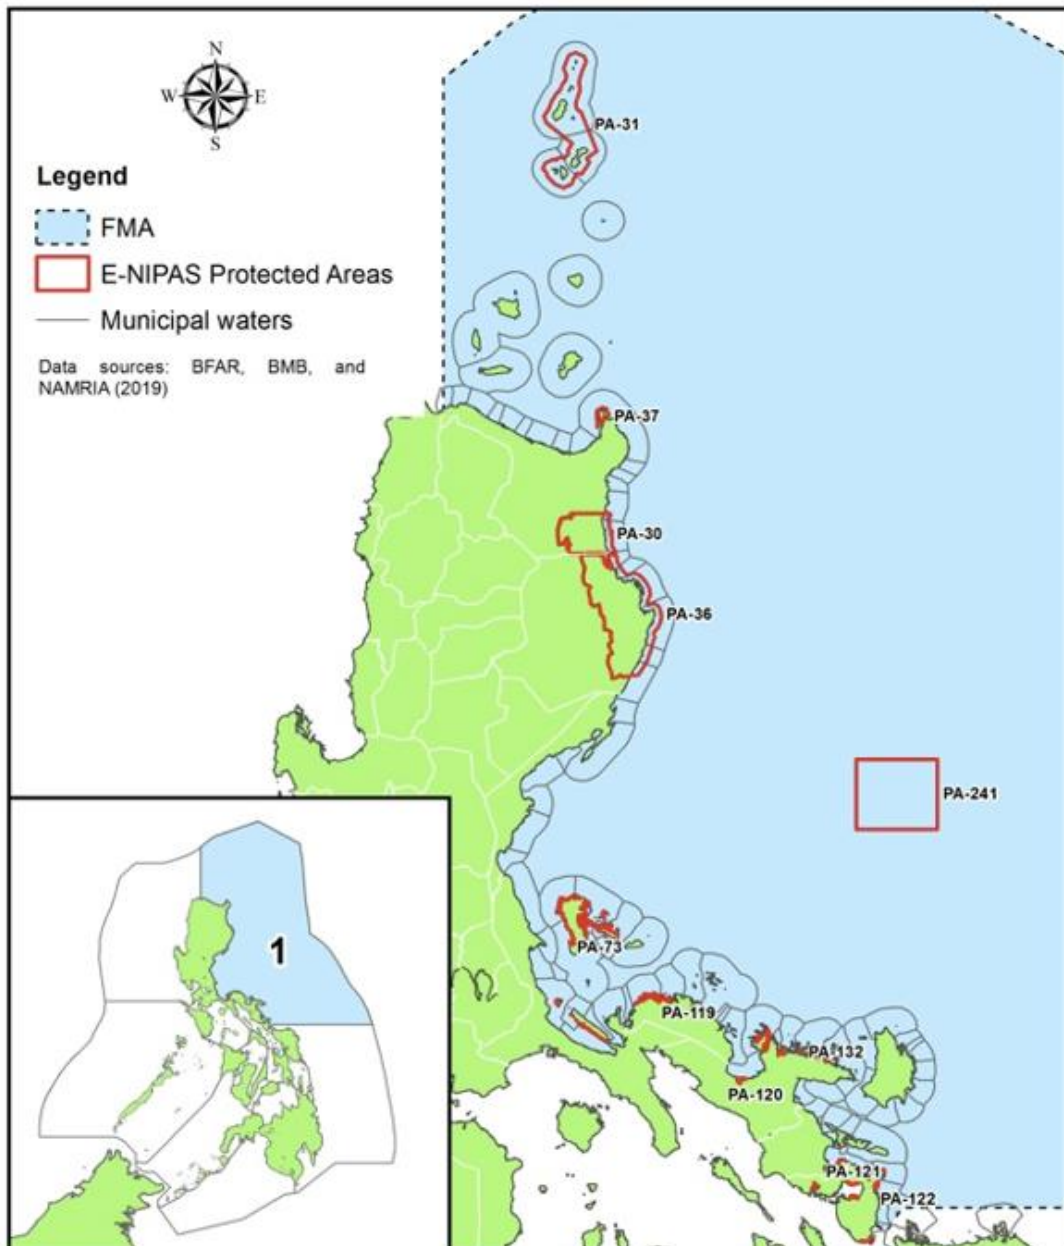 N
W E
S
Legend
FMA
E-NIPAS Protected Areas
Municipal waters
Data sources: BFAR, BMB, and
NAMRIA (2019)
PA-31
PA-37
PA-30
PA-36
PA-241
PA-73
PA-119
PA-132
PA-120
PA-121
PA-122
1